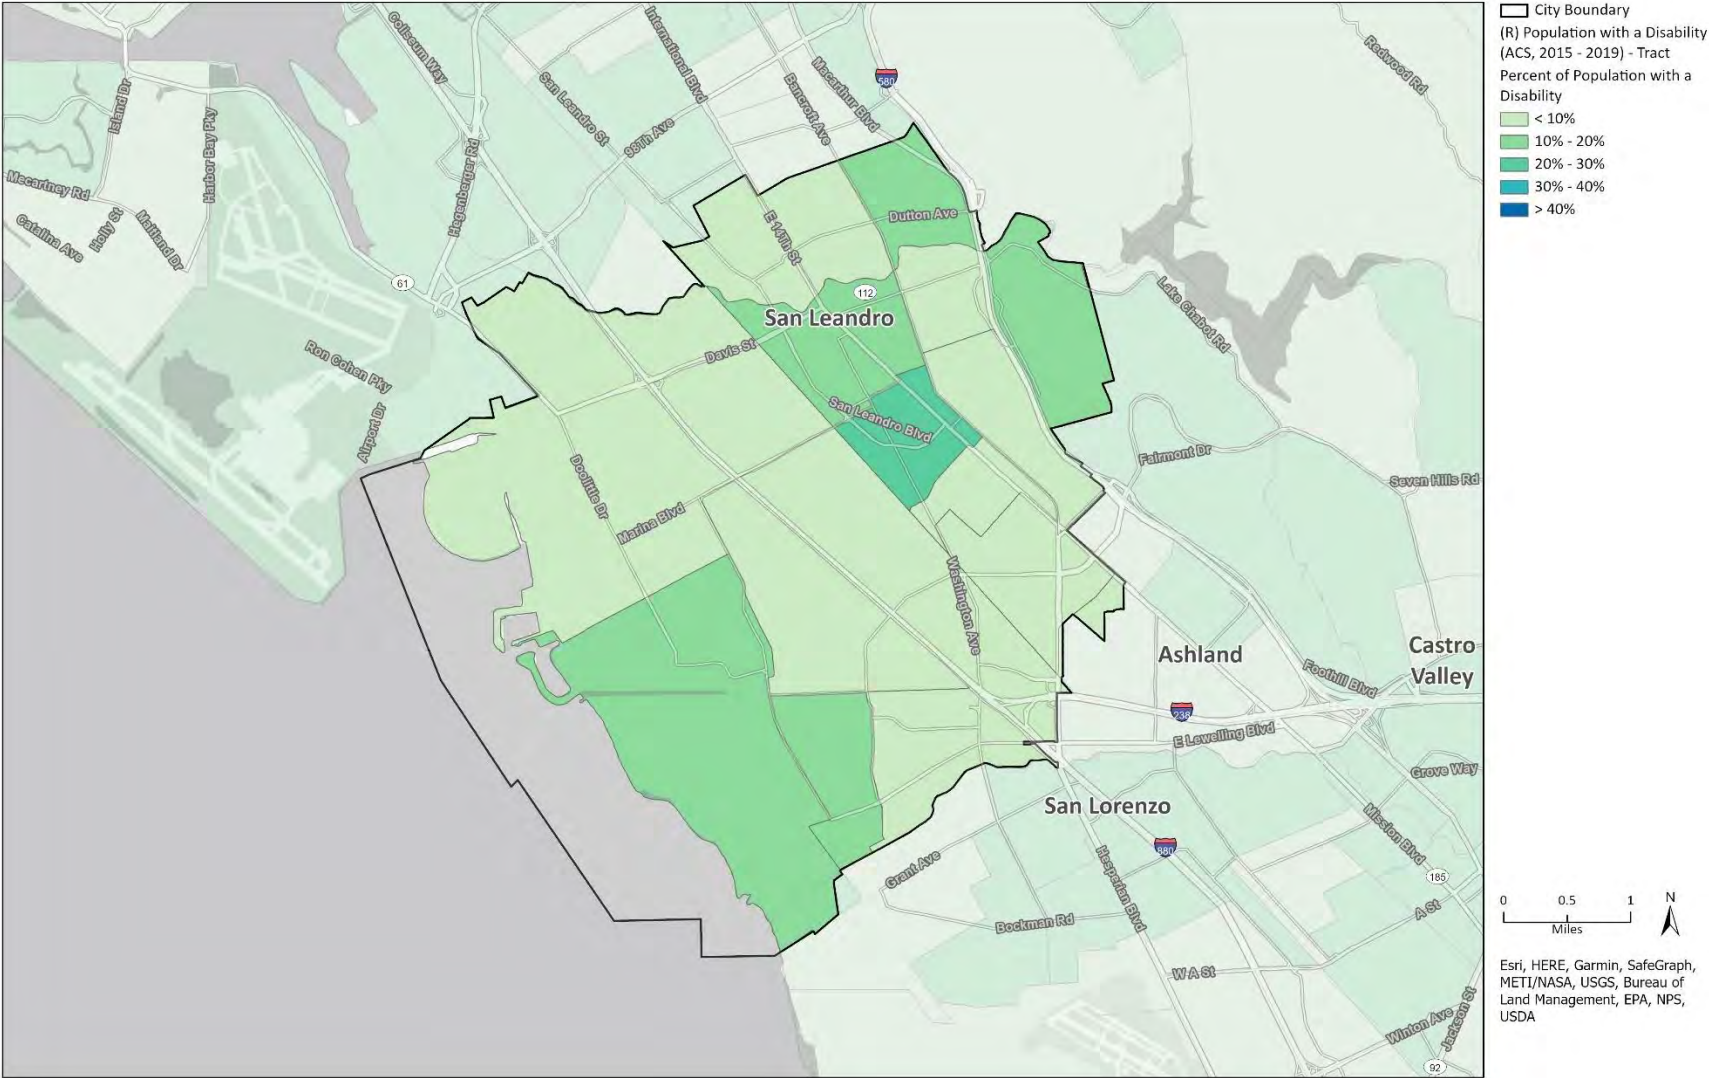 City Boundary
(R) Population with a Disability
(ACS, 2015 - 2019) - Tract
Percent of Population with a
Disability
< 10%
10% - 20%
20% - 30%
30% - 40%
> 40%
Coliseum Way
International Blvd
Bancroft Ave
Macarthur Blvd
580
Redwood Rd
San Leandro St
98Th Ave
Island Dr
Harbor Bay Pky
Hegenberger Rd
Mecartney Rd
Holly St
Maitland Dr
Catalina Ave
E 14Th St
Dutton Ave
61
112
San Leandro
Lake Chabot Rd
Davis St
Ron Cohen Pky
Airport Dr
San Leandro Blvd
Fairmont Dr
Seven Hills Rd
Doolittle Dr
Marina Blvd
Washington Ave
Ashland
Castro
Valley
Foothill Blvd
238
E Lewelling Blvd
Grove Way
San Lorenzo
Mission Blvd
880
Grant Ave
Hesperian Blvd
185
A St
Bockman Rd
W A St
Winton Ave
Jackson St
92
0 0.5 1
Miles
N
Esri, HERE, Garmin, SafeGraph,
METI/NASA, USGS, Bureau of
Land Management, EPA, NPS,
USDA